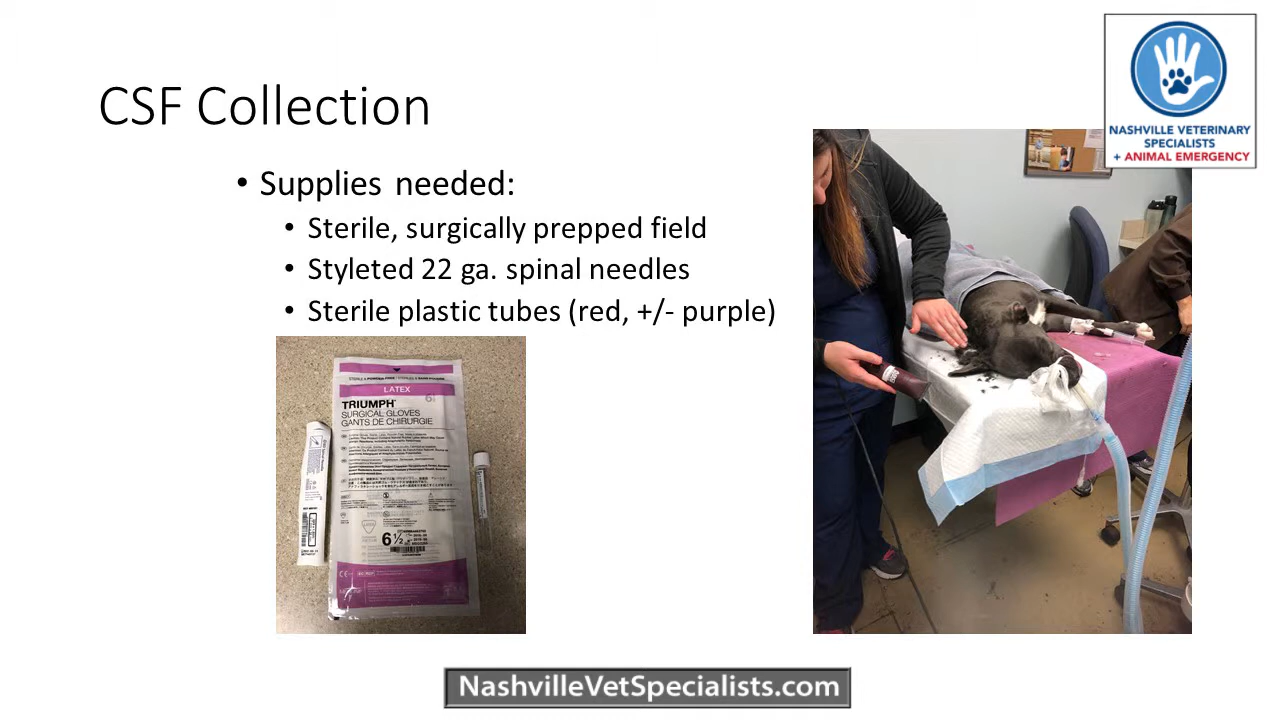 NASHVILLE VETERINARY
SPECIALISTS
+ ANIMAL EMERGENCY
CSF Collection
• Supplies needed:
• Sterile, surgically prepped field
• Styleted 22 ga. spinal needles
• Sterile plastic tubes (red, +/- purple)
LATEX
TRIUMPH
SURGICAL GLOVES
GANTS DE CHIRURGIE
6½
NashvilleVetSpecialists.com